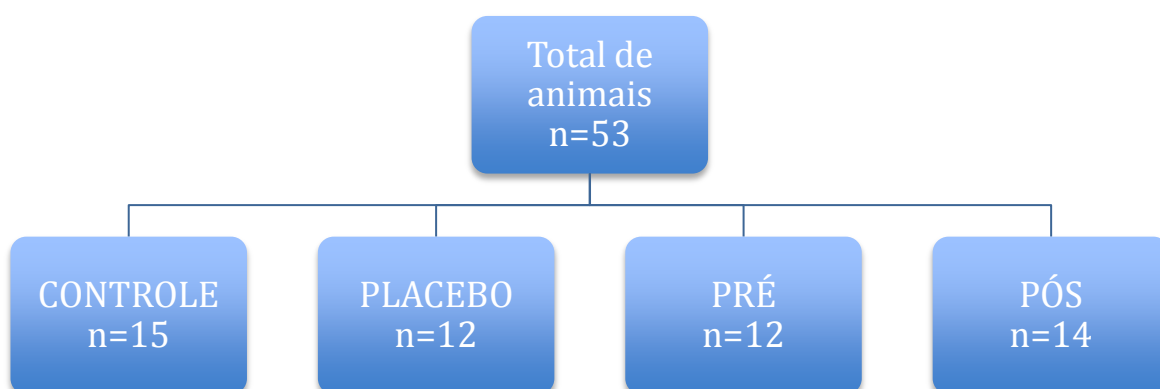 Total de
animais
n=53
CONTROLE
n=15
PLACEBO
n=12
PRÉ
n=12
PÓS
n=14